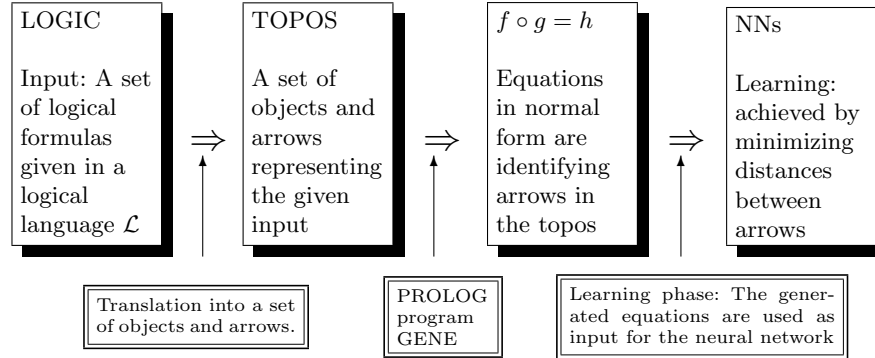 LOGIC
Input: A set
of logical
formulas
given in a
logical
language ℒ
⇒
TOPOS
A set of
objects and
arrows
representing
the given
input
⇒
f ∘ g = h
Equations
in normal
form are
identifying
arrows in
the topos
⇒
NNs
Learning:
achieved by
minimizing
distances
between
arrows
Translation into a set
of objects and arrows.
PROLOG
program
GENE
Learning phase: The gener-
ated equations are used as
input for the neural network